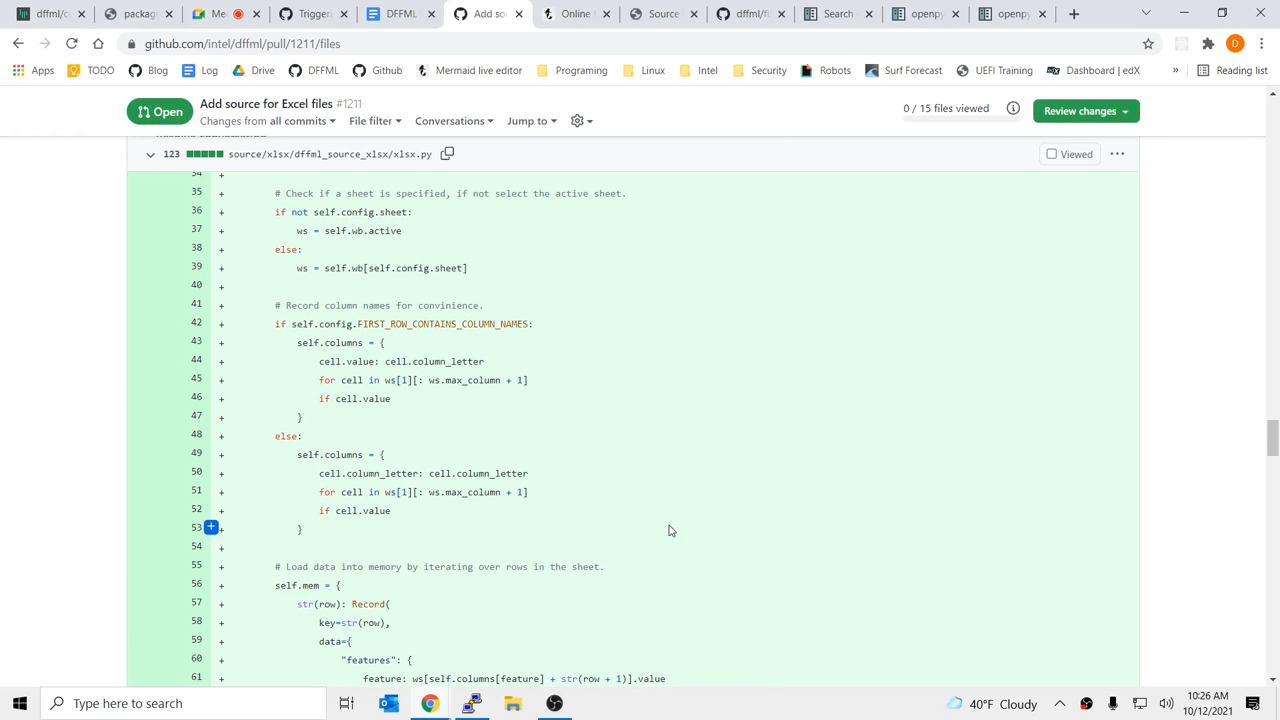 dffml/c
packag
Me
DFFML
Add so
Online
Source
dffml/
Search
openpy
openpy
github.com/intel/dffml/pull/1211/files
D
Apps
TODO
Blog
Log
Drive
DFFML
Github
Mermaid live editor
Programing
Linux
Intel
Security
Robots
Surf Forecast
UEFI Training
Dashboard | edX
»
Reading list
Open
Add source for Excel files #1211
Changes from all commits
File filter
Conversations
Jump to
0 / 15 files viewed
Review changes
123 source/xlsx/dffml_source_xlsx/xlsx.py
Viewed
34 +
35 + # Check if a sheet is specified, if not select the active sheet.
36 + if not self.config.sheet:
37 + ws = self.wb.active
38 + else:
39 + ws = self.wb[self.config.sheet]
40 +
41 + # Record column names for convinience.
42 + if self.config.FIRST_ROW_CONTAINS_COLUMN_NAMES:
43 + self.columns = {
44 + cell.value: cell.column_letter
45 + for cell in ws[1][: ws.max_column + 1]
46 + if cell.value
47 + }
48 + else:
49 + self.columns = {
50 + cell.column_letter: cell.column_letter
51 + for cell in ws[1][: ws.max_column + 1]
52 + if cell.value
53 + }
54 +
55 + # Load data into memory by iterating over rows in the sheet.
56 + self.mem = {
57 + str(row): Record(
58 + key=str(row),
59 + data={
60 + "features": {
61 + feature: ws[self.columns[feature] + str(row + 1)].value
Type here to search
40°F Cloudy
10:26 AM
10/12/2021